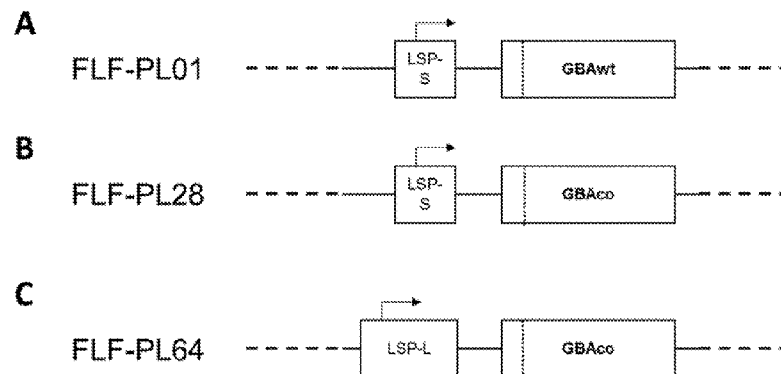 A
FLF-PL01
LSP-
S
GBAwt
B
FLF-PL28
LSP-
S
GBAco
C
FLF-PL64
LSP-L
GBAco